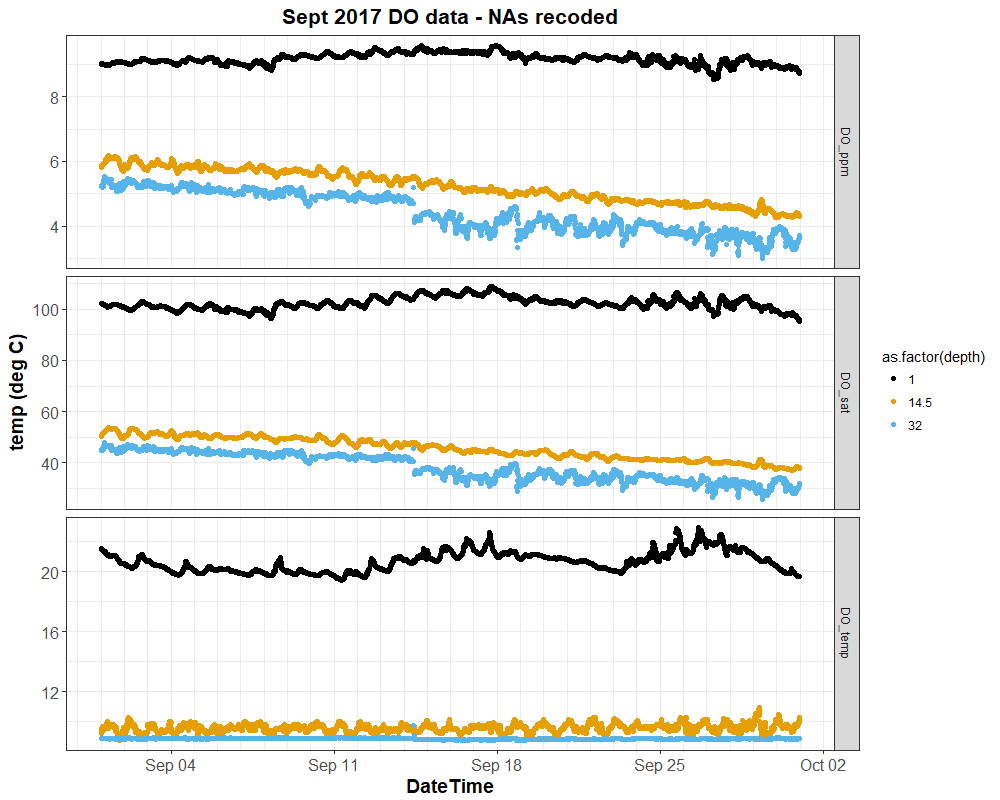 Sept 2017 DO data - NAs recoded
8
6
4
DO_ppm
100
80
60
40
DO_sat
temp (deg C)
20
16
12
DO_temp
Sep 04
Sep 11
Sep 18
Sep 25
Oct 02
DateTime
as.factor(depth)
1
14.5
32